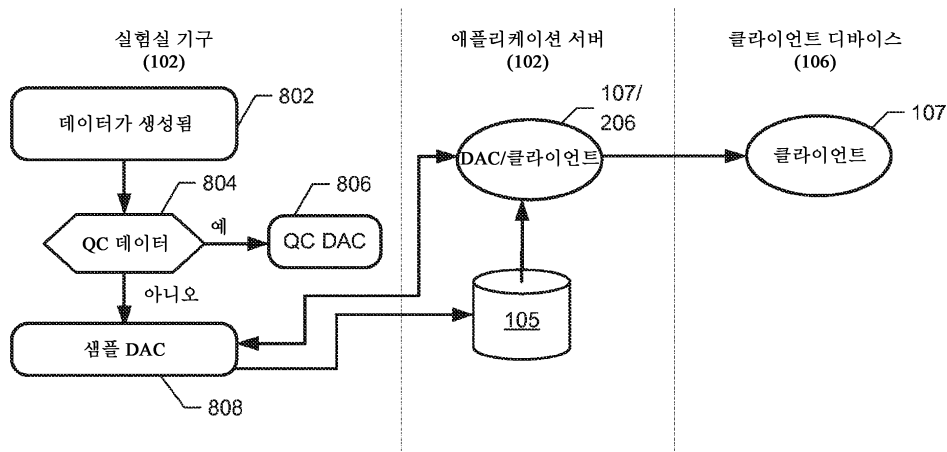 실험실 기구
(102)
애플리케이션 서버
(102)
클라이언트 디바이스
(106)
802
데이터가 생성됨
107/
206
107
DAC/클라이언트
클라이언트
804
806
QC 데이터
예
QC DAC
아니오
105
샘플 DAC
808